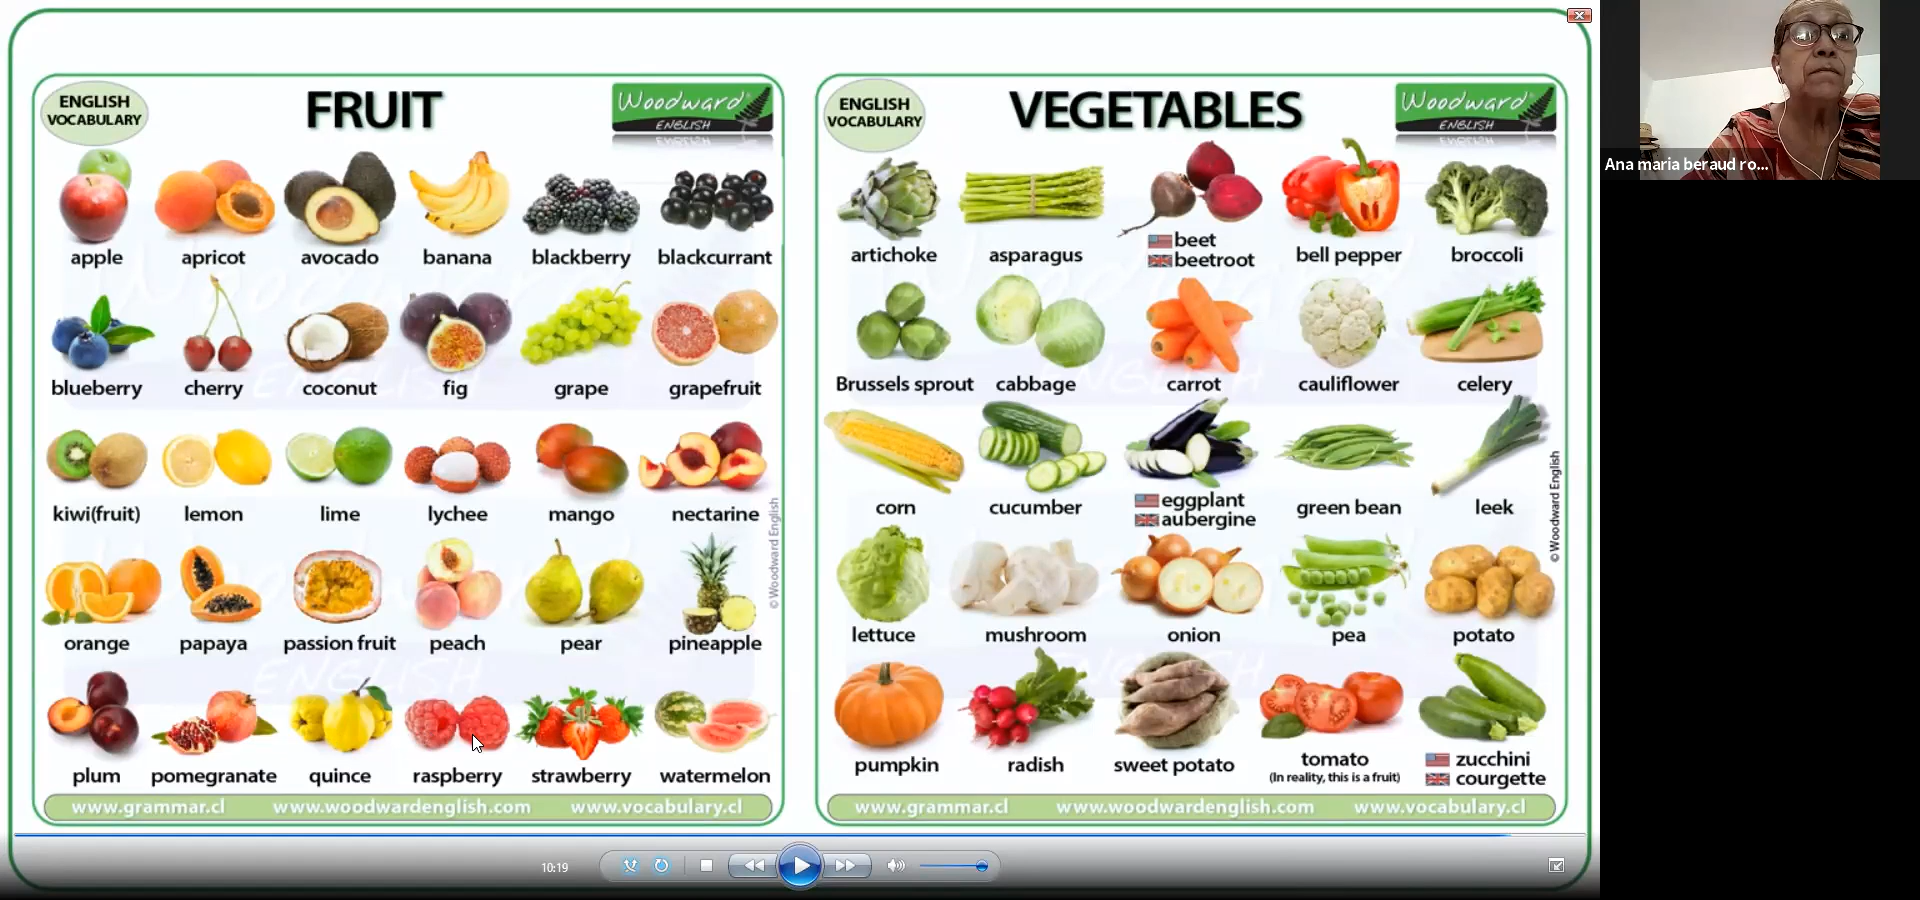 ENGLISH
VOCABULARY
FRUIT
Woodward®
ENGLISH
apple apricot avocado banana blackberry blackcurrant
blueberry cherry coconut fig grape grapefruit
kiwi(fruit) lemon lime lychee mango nectarine
orange papaya passion fruit peach pear pineapple
plum pomegranate quince raspberry strawberry watermelon
© Woodward English
www.grammar.cl www.woodwardenglish.com www.vocabulary.cl
ENGLISH
VOCABULARY
VEGETABLES
Woodward®
ENGLISH
artichoke asparagus beet beetroot bell pepper broccoli
Brussels sprout cabbage carrot cauliflower celery
corn cucumber eggplant aubergine green bean leek
lettuce mushroom onion pea potato
pumpkin radish sweet potato tomato zucchini
(In reality, this is a fruit) courgette
© Woodward English
www.grammar.cl www.woodwardenglish.com www.vocabulary.cl
10:19
Ana maria beraud ro...